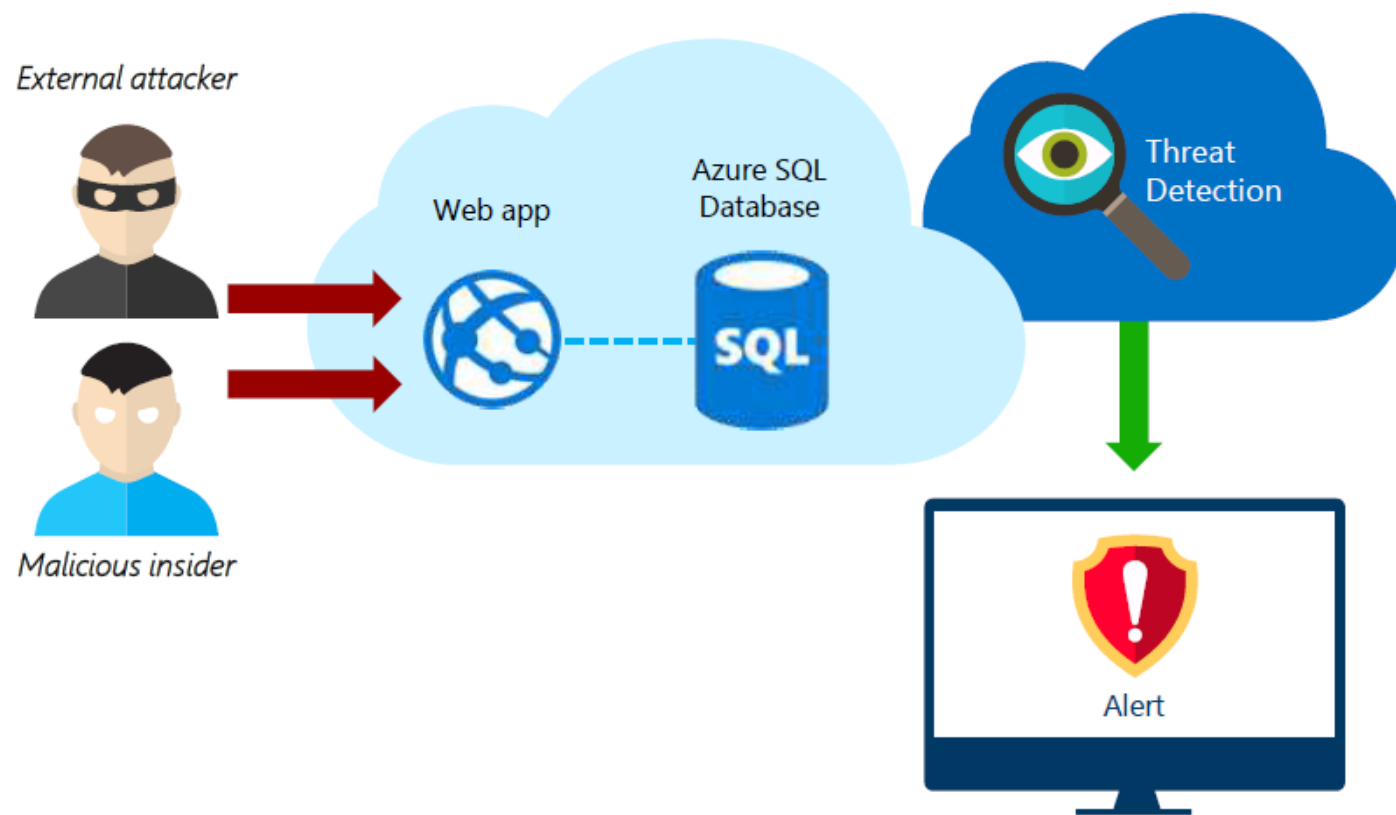 External attacker
Malicious insider
Web app
Azure SQL
Database
SQL
Threat
Detection
Alert